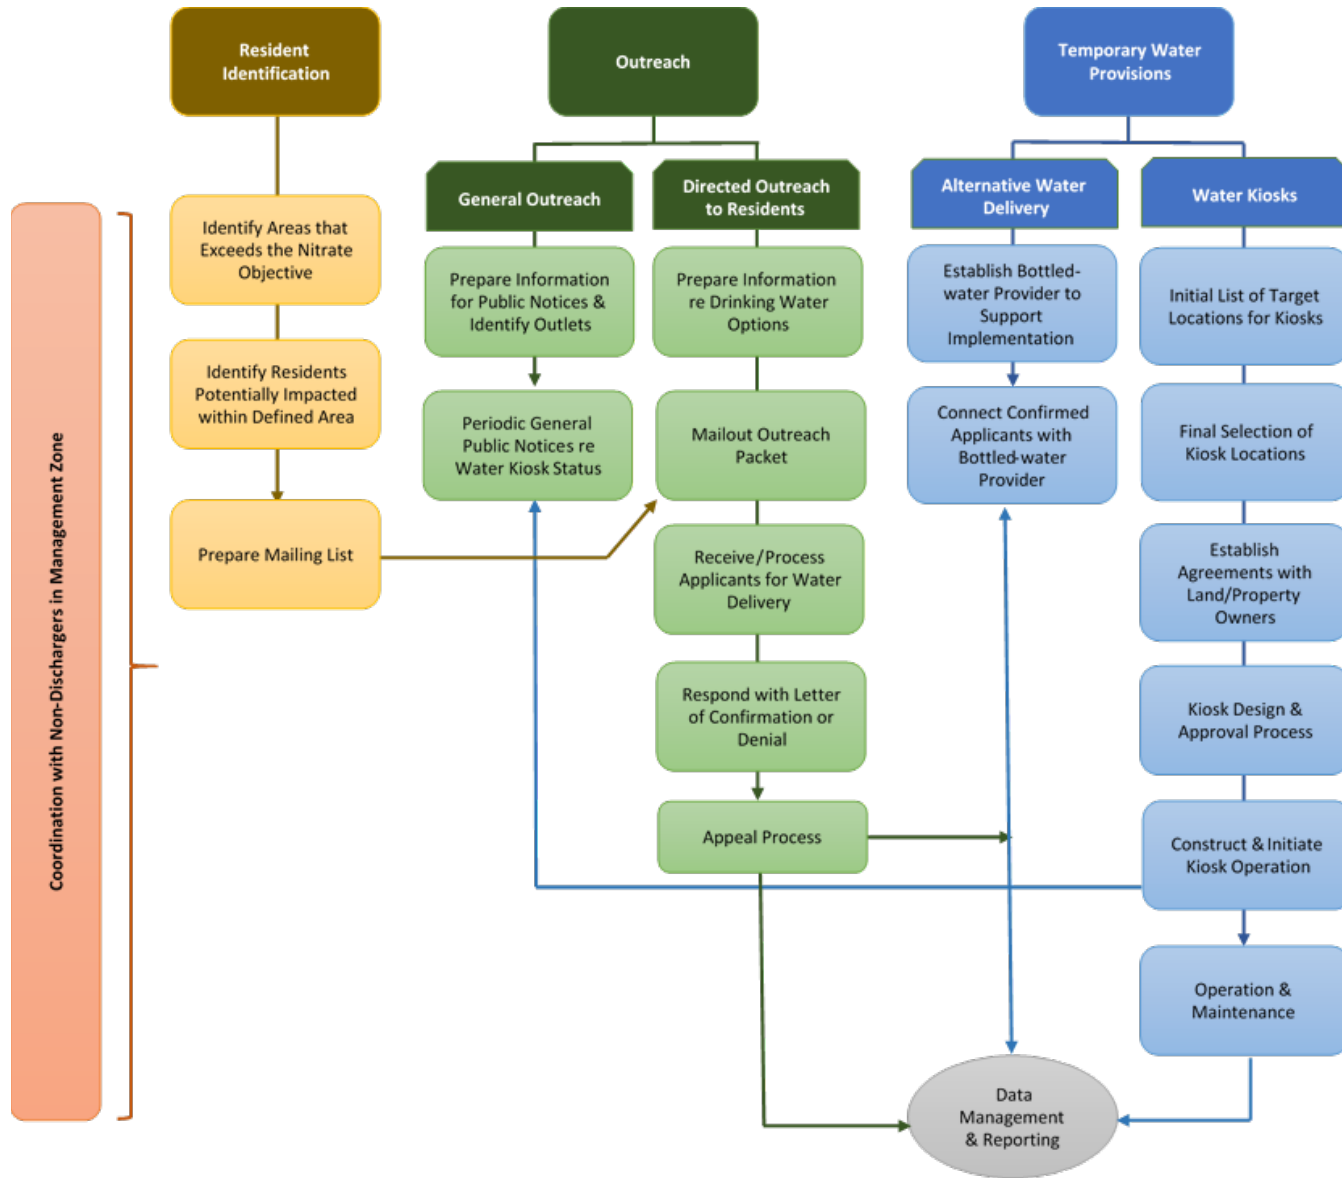 Resident
Identification
Outreach
Temporary Water
Provisions
General Outreach
Directed Outreach
to Residents
Alternative Water
Delivery
Water Kiosks
Coordination with Non-Dischargers in Management Zone
Identify Areas that
Exceeds the Nitrate
Objective
Identify Residents
Potentially Impacted
within Defined Area
Prepare Mailing List
Prepare Information
for Public Notices &
Identify Outlets
Periodic General
Public Notices re
Water Kiosk Status
Prepare Information
re Drinking Water
Options
Mailout Outreach
Packet
Receive/Process
Applicants for Water
Delivery
Respond with Letter
of Confirmation or
Denial
Appeal Process
Establish Bottled-
water Provider to
Support
Implementation
Connect Confirmed
Applicants with
Bottled-water
Provider
Initial List of Target
Locations for Kiosks
Final Selection of
Kiosk Locations
Establish
Agreements with
Land/Property
Owners
Kiosk Design &
Approval Process
Construct & Initiate
Kiosk Operation
Operation &
Maintenance
Data
Management
& Reporting